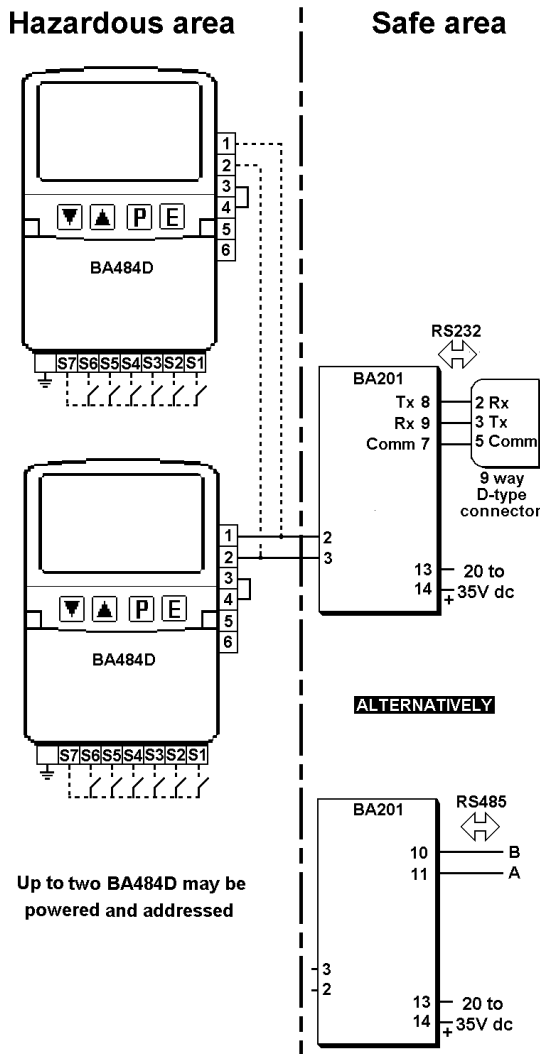 Hazardous area
Safe area
1
2
3
4
5
6
P E
BA484D
S7 S6 S5 S4 S3 S2 S1
RS232
BA201
Tx 8
Rx 9
Comm 7
2 Rx
3 Tx
5 Comm
9 way
D-type
connector
2
3
13
14
20 to
+ 35V dc
1
2
3
4
5
6
P E
BA484D
S7 S6 S5 S4 S3 S2 S1
ALTERNATIVELY
Up to two BA484D may be
powered and addressed
BA201
RS485
10 B
11 A
3
2
13
14
20 to
+ 35V dc